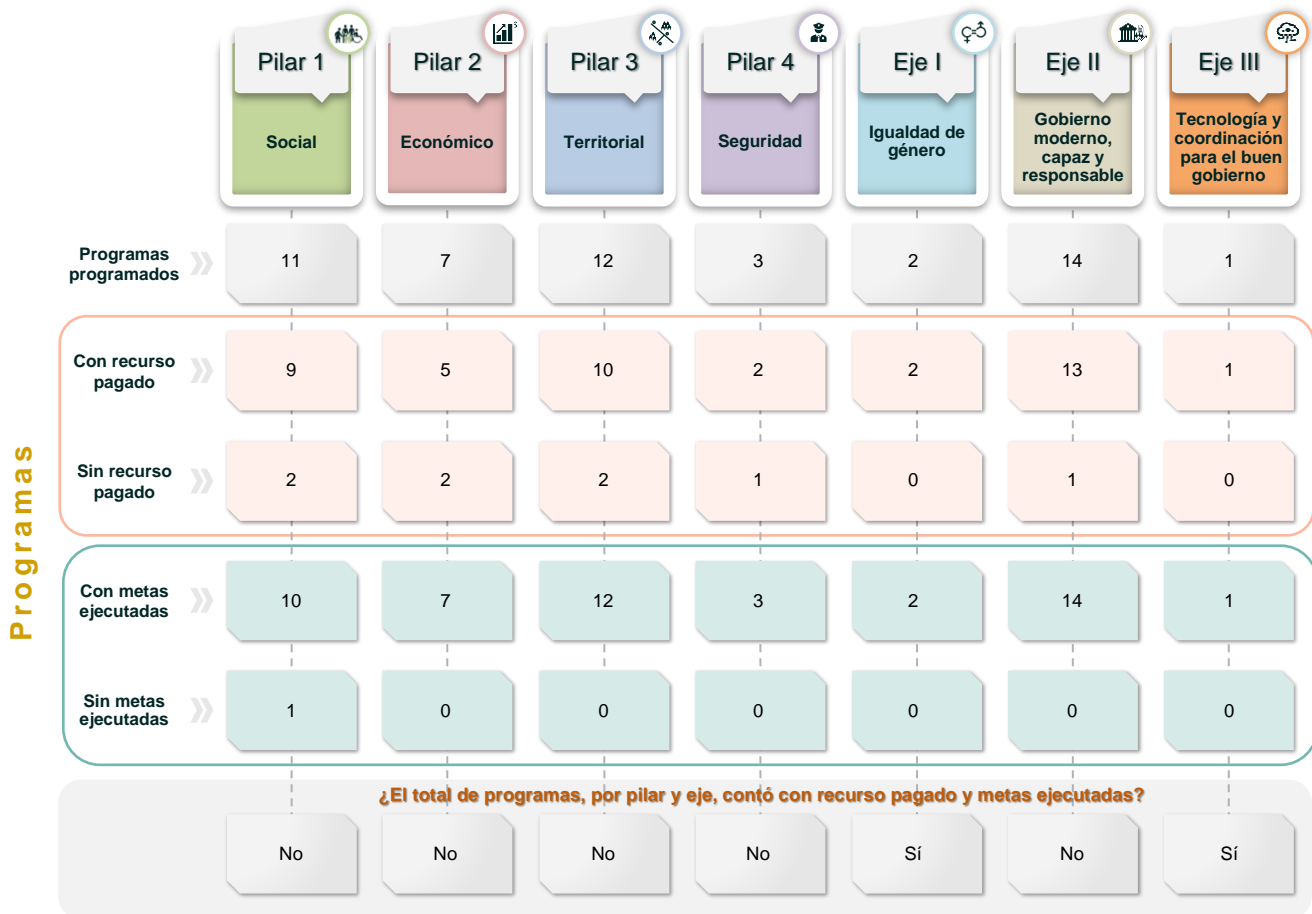 Pilar 1
Pilar 2
Pilar 3
Pilar 4
Eje I
Eje II
Eje III
Social
Económico
Territorial
Seguridad
Igualdad de
género
Gobierno
moderno,
capaz y
responsable
Tecnología y
coordinación
para el buen
gobierno
Programas
Programas
programados
11
7
12
3
2
14
1
Con recurso
pagado
9
5
10
2
2
13
1
Sin recurso
pagado
2
2
2
1
0
1
0
Con metas
ejecutadas
10
7
12
3
2
14
1
Sin metas
ejecutadas
1
0
0
0
0
0
0
¿El total de programas, por pilar y eje, contó con recurso pagado y metas ejecutadas?
No
No
No
No
Sí
No
Sí